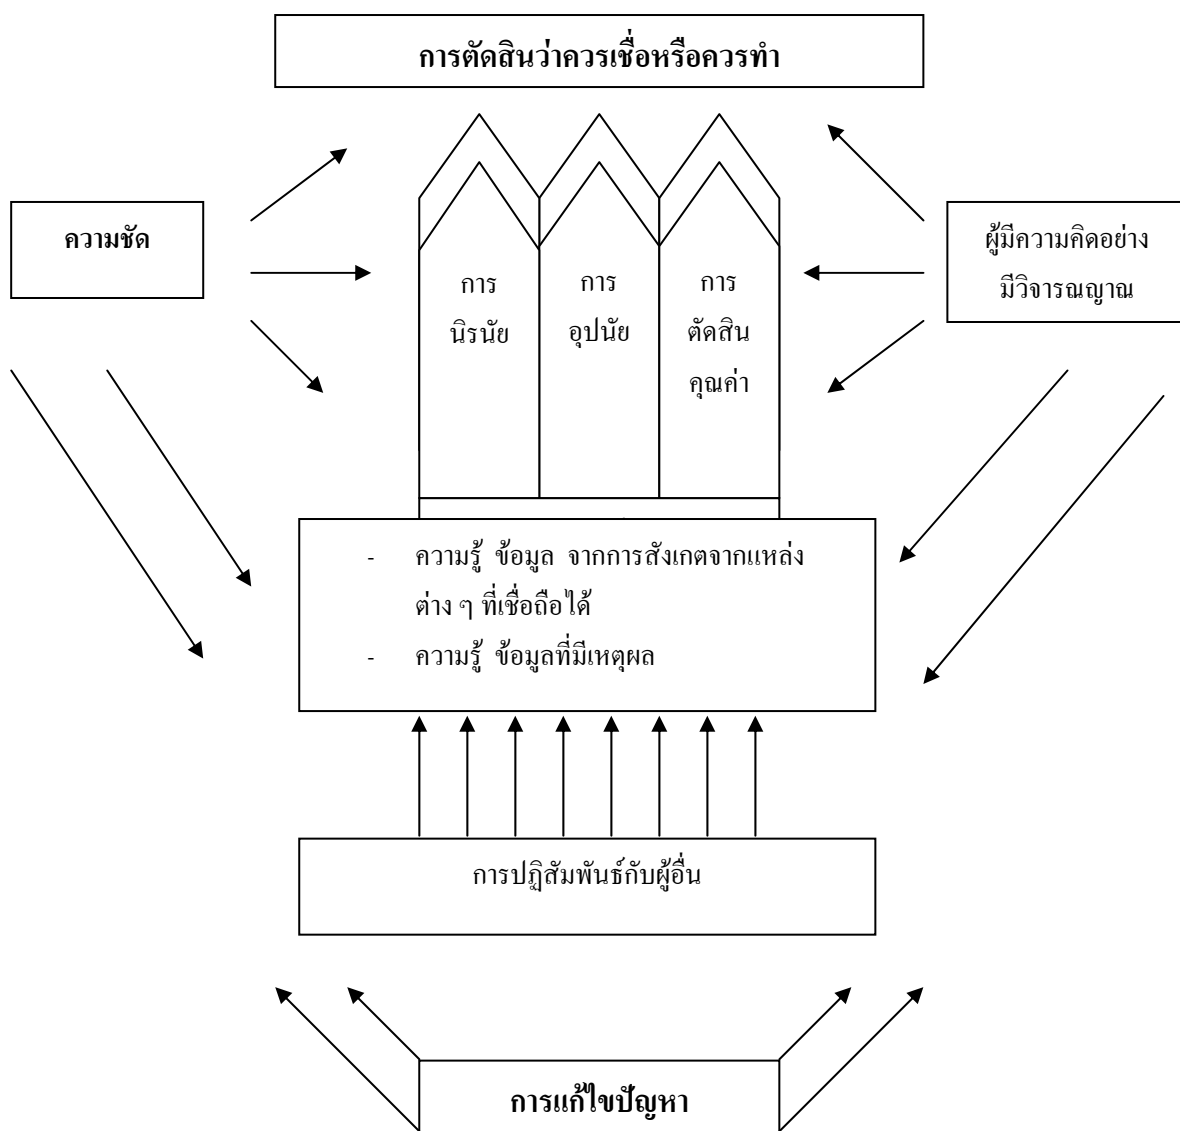 การตัดสินว่าควรเชื่อหรือควรทำ
ความชัด
ผู้มีความคิดอย่าง
มีวิจารณญาณ
การ
นิรนัย
การ
อุปนัย
การ
ตัดสิน
คุณค่า
- ความรู้ ข้อมูล จากการสังเกตจากแหล่ง
ต่าง ๆ ที่เชื่อถือได้
- ความรู้ ข้อมูลที่มีเหตุผล
การปฏิสัมพันธ์กับผู้อื่น
การแก้ไขปัญหา